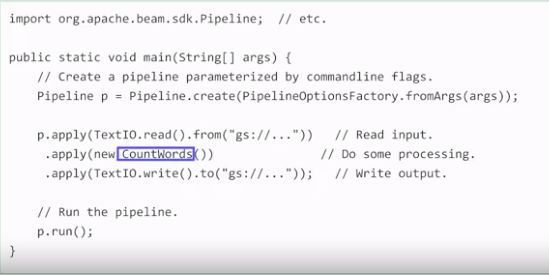 import org.apache.beam.sdk.Pipeline;  // etc.
public static void main(String[] args) {
// Create a pipeline parameterized by commandline flags.
Pipeline p = Pipeline.create(PipelineOptionsFactory.fromArgs(args));
p.apply(TextIO.read().from("gs://..."))   // Read input.
.apply(new CountWords())               // Do some processing.
.apply(TextIO.write().to("gs://..."));   // Write output.
// Run the pipeline.
p.run();
}